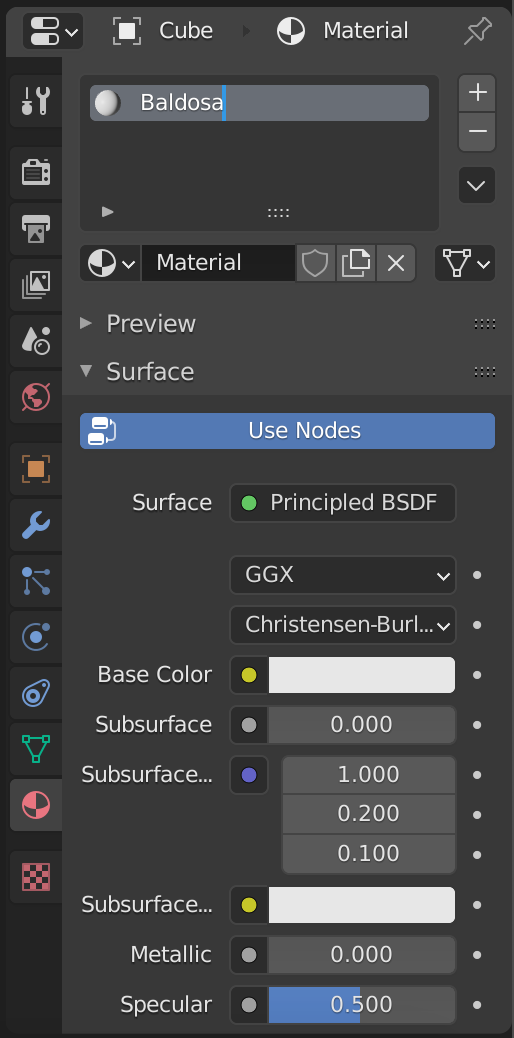 Cube Material
Baldosa
Material
Preview
Surface
Use Nodes
Surface Principled BSDF
GGX
Christensen-Burl...
Base Color
Subsurface 0.000
Subsurface... 1.000
0.200
0.100
Subsurface...
Metallic 0.000
Specular 0.500